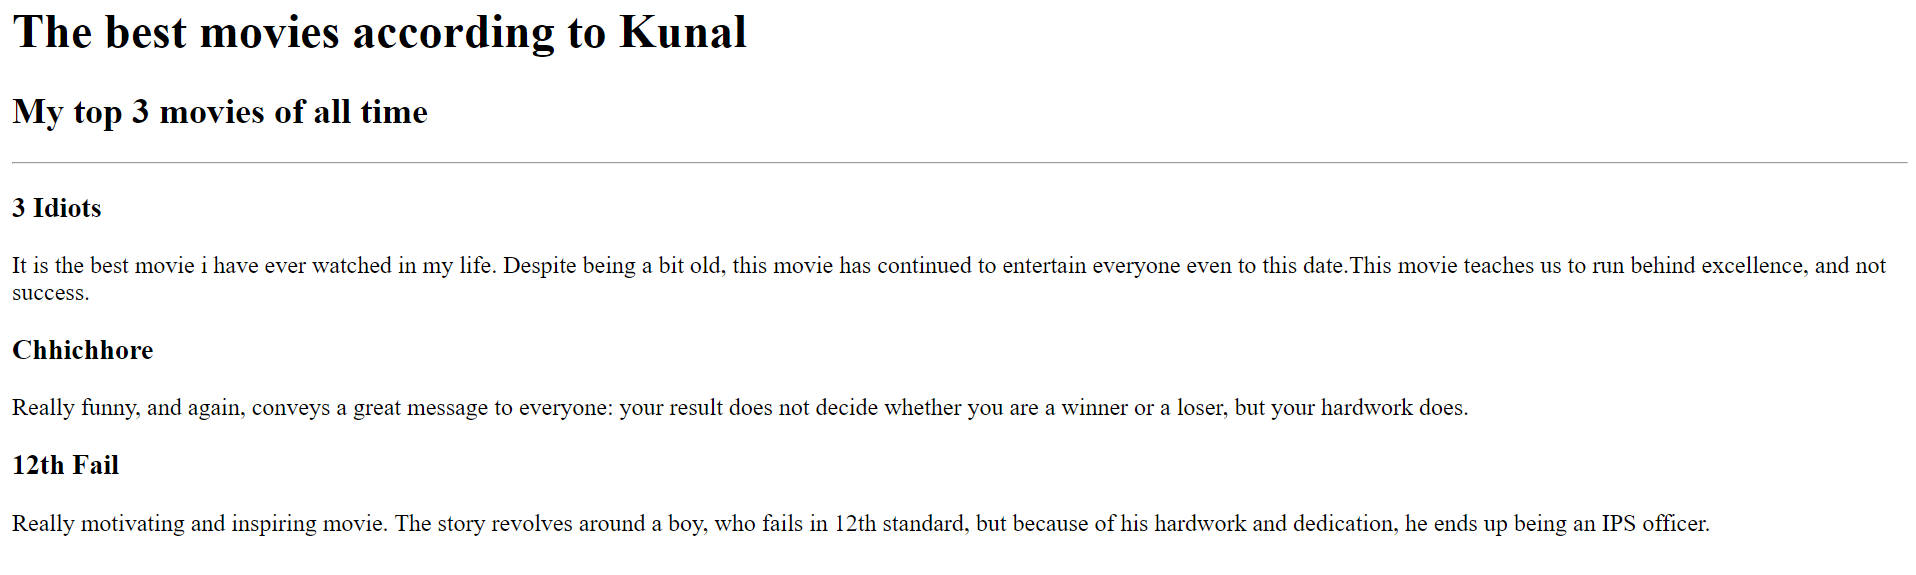 The best movies according to Kunal
My top 3 movies of all time
3 Idiots
It is the best movie i have ever watched in my life. Despite being a bit old, this movie has continued to entertain everyone even to this date.This movie teaches us to run behind excellence, and not
success.
Chhichhore
Really funny, and again, conveys a great message to everyone: your result does not decide whether you are a winner or a loser, but your hardwork does.
12th Fail
Really motivating and inspiring movie. The story revolves around a boy, who fails in 12th standard, but because of his hardwork and dedication, he ends up being an IPS officer.